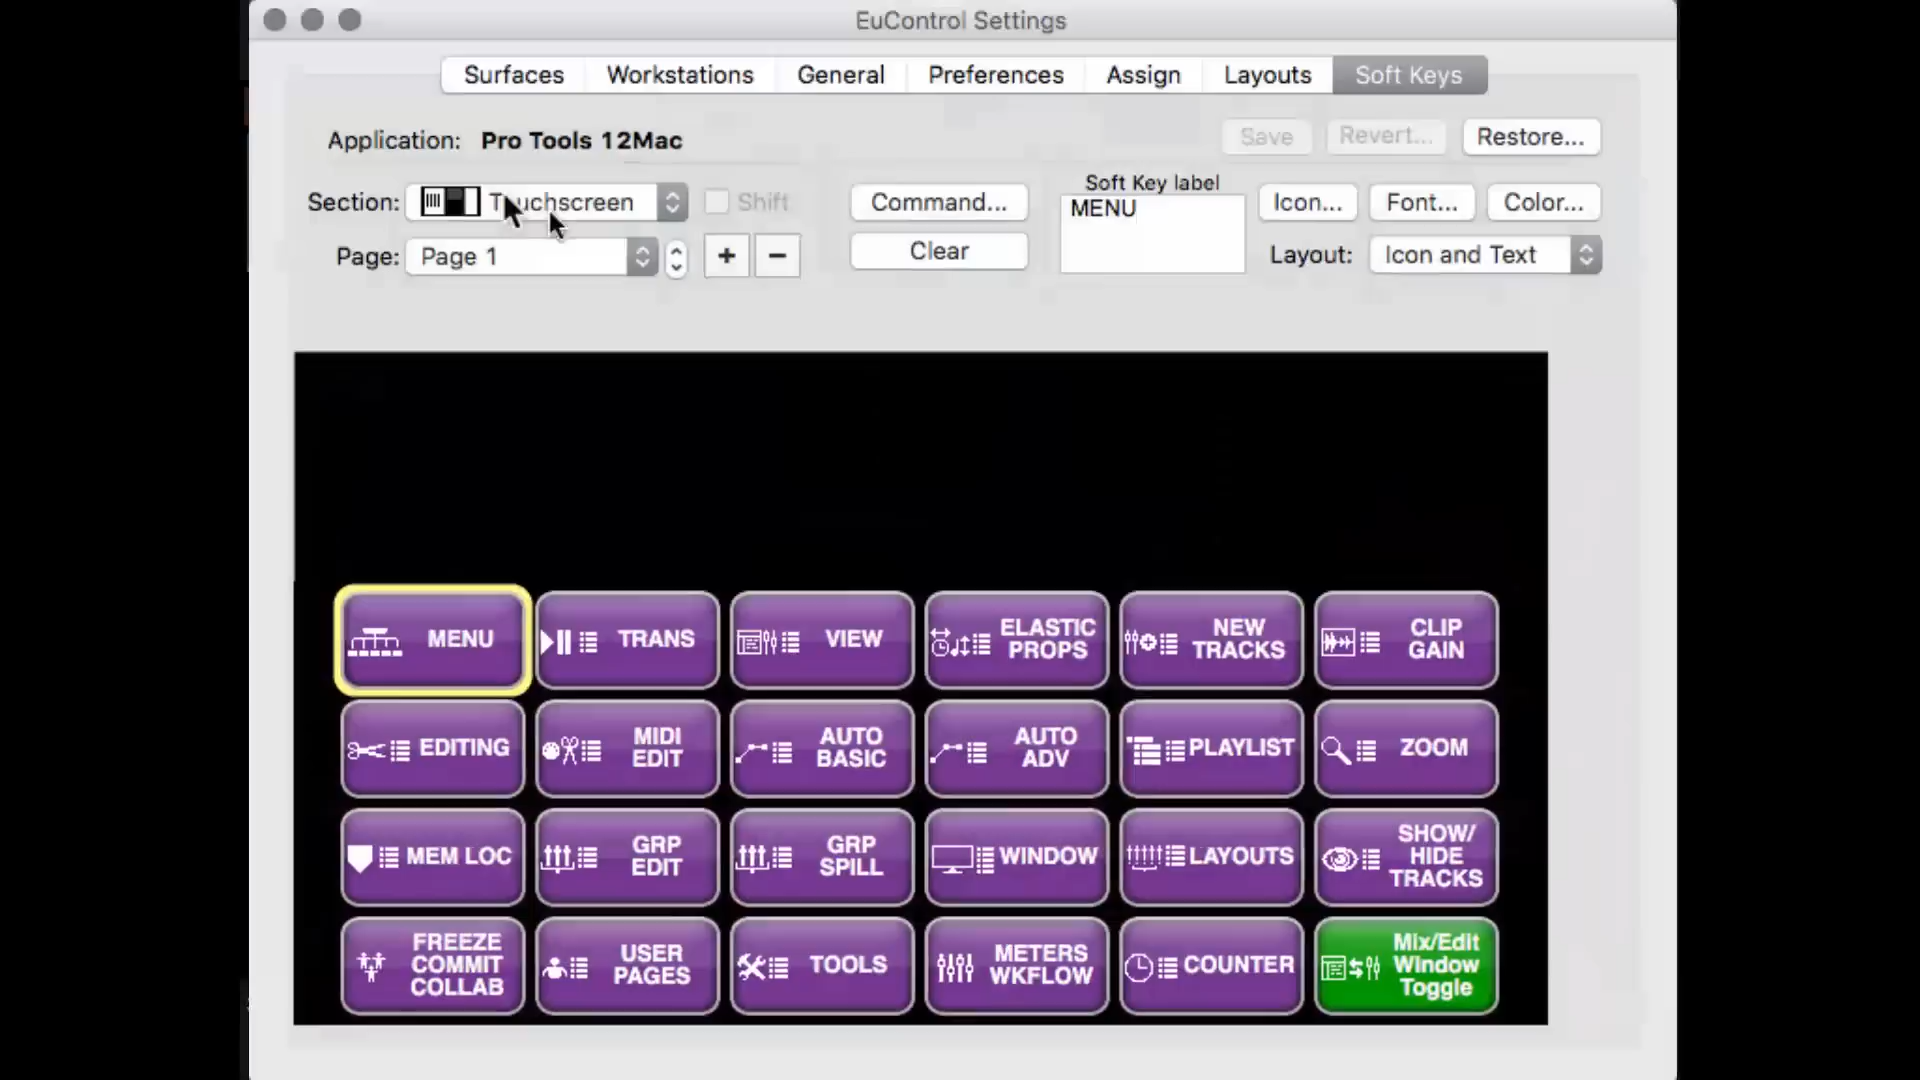 EuControl Settings
Surfaces Workstations General Preferences Assign Layouts Soft Keys
Application: Pro Tools 12Mac
Save Revert... Restore...
Section: Touchscreen Shift
Command...
Soft Key label
MENU
Icon... Font... Color...
Page: Page 1 + −
Clear
Layout: Icon and Text
MENU
TRANS
VIEW
ELASTIC
PROPS
NEW
TRACKS
CLIP
GAIN
EDITING
MIDI
EDIT
AUTO
BASIC
AUTO
ADV
PLAYLIST
ZOOM
MEM LOC
GRP
EDIT
GRP
SPILL
WINDOW
LAYOUTS
SHOW/
HIDE
TRACKS
FREEZE
COMMIT
COLLAB
USER
PAGES
TOOLS
METERS
WKFLOW
COUNTER
Mix/Edit
Window
Toggle